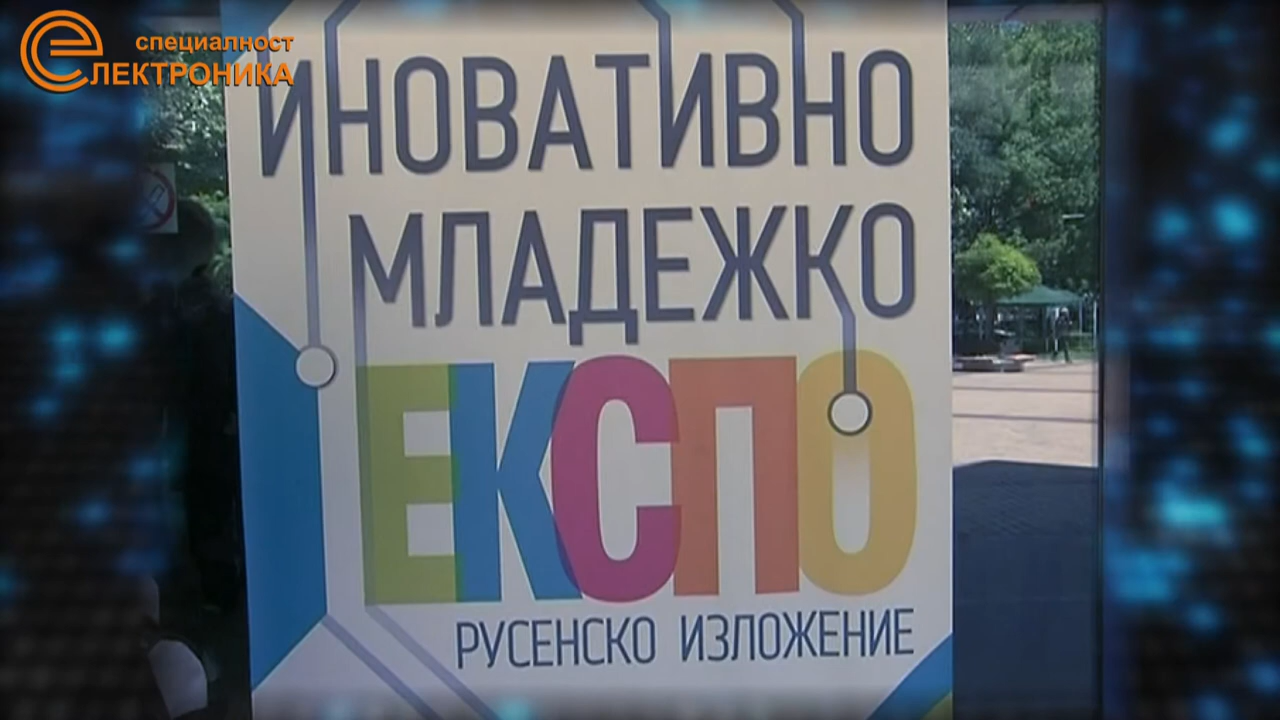 специалност
еЛЕКТРОНИКА
ИНОВАТИВНО
МЛАДЕЖКО
ЕКСПО
РУСЕНСКО ИЗЛОЖЕНИЕ